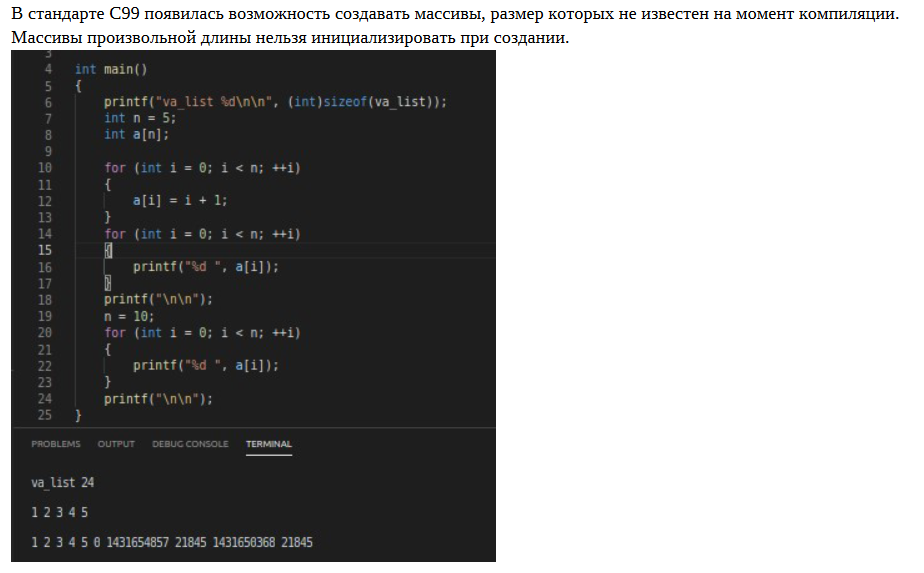 В стандарте C99 появилась возможность создавать массивы, размер которых не известен на момент компиляции.
Массивы произвольной длины нельзя инициализировать при создании.
3
4 int main()
5 {
6 printf("va_list %d\n\n", (int)sizeof(va_list));
7 int n = 5;
8 int a[n];
9
10 for (int i = 0; i < n; ++i)
11 {
12 a[i] = i + 1;
13 }
14 for (int i = 0; i < n; ++i)
15 {
16 printf("%d ", a[i]);
17 }
18 printf("\n\n");
19 n = 10;
20 for (int i = 0; i < n; ++i)
21 {
22 printf("%d ", a[i]);
23 }
24 printf("\n\n");
25 }
PROBLEMS OUTPUT DEBUG CONSOLE TERMINAL
va_list 24
1 2 3 4 5
1 2 3 4 5 0 1431654857 21845 1431650368 21845